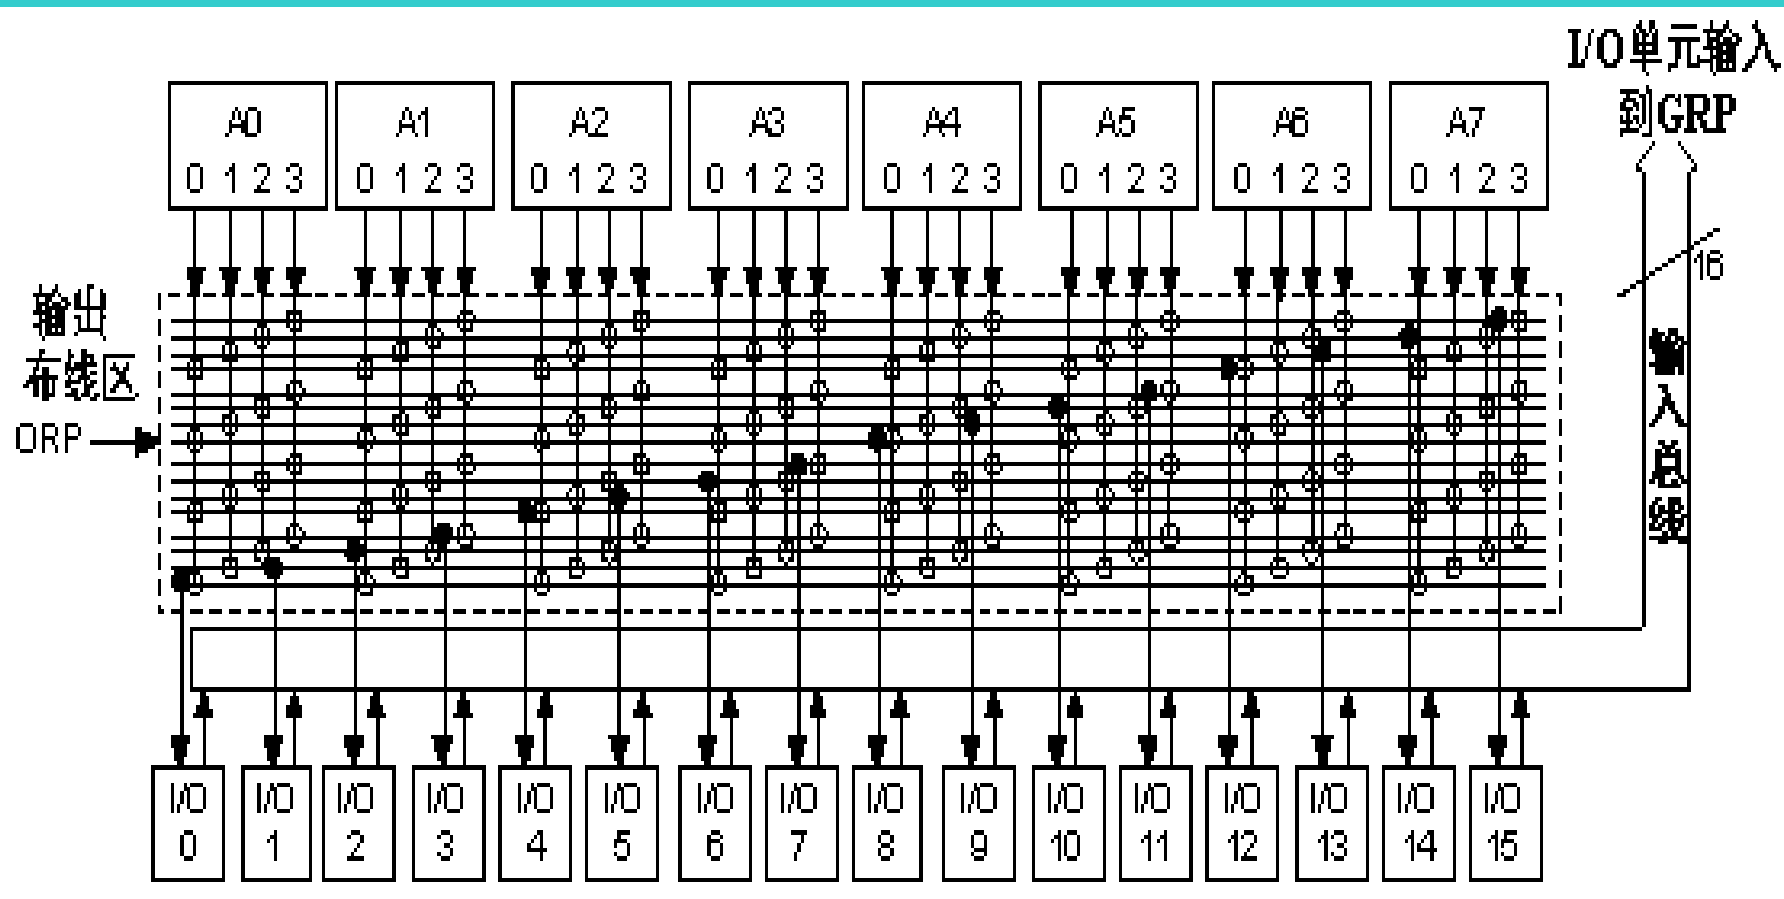 I/O单元输入
到GRP
A0 A1 A2 A3 A4 A5 A6 A7
0 1 2 3 0 1 2 3 0 1 2 3 0 1 2 3 0 1 2 3 0 1 2 3 0 1 2 3 0 1 2 3
16
输出
布线区
ORP
输入总线
I/O I/O I/O I/O I/O I/O I/O I/O I/O I/O I/O I/O I/O I/O I/O I/O
0 1 2 3 4 5 6 7 8 9 10 11 12 13 14 15